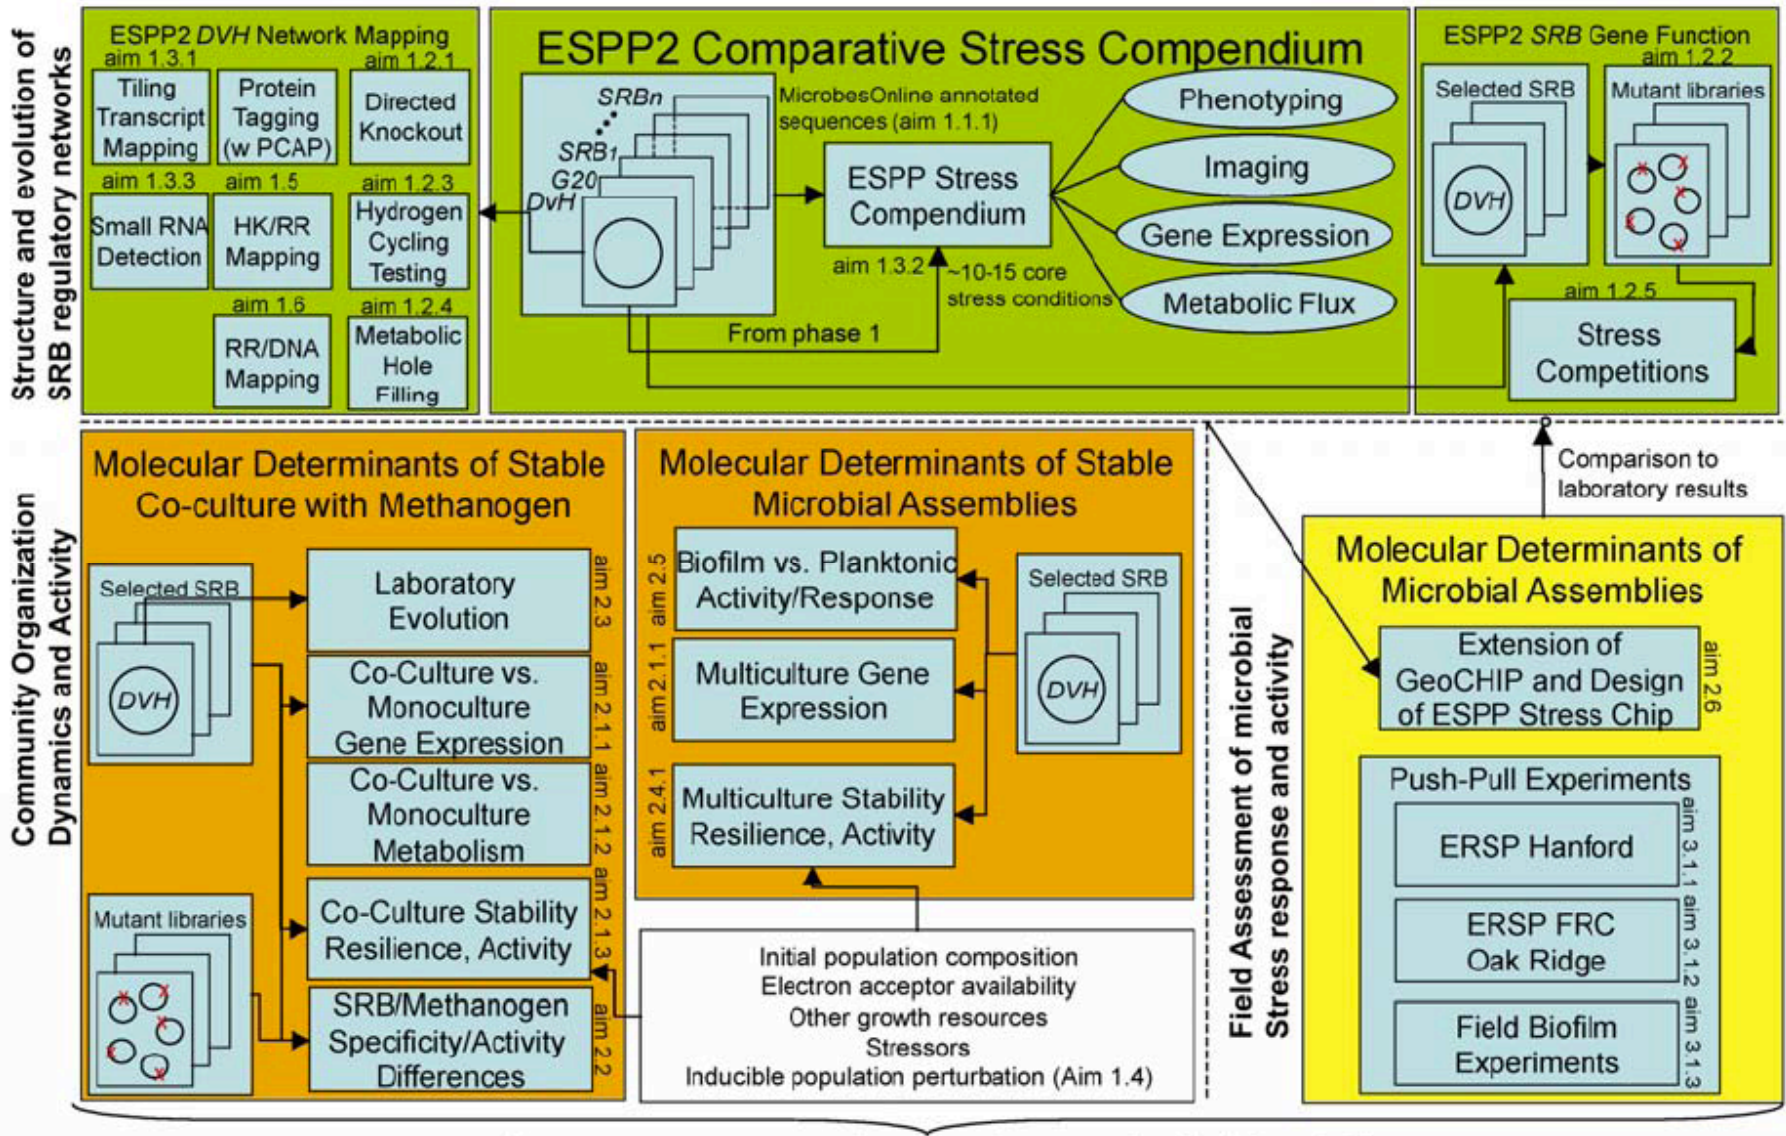 Structure and evolution of
SRB regulatory networks
ESPP2 DVH Network Mapping
aim 1.3.1
aim 1.2.1
Tiling
Transcript
Mapping
Protein
Tagging
(w PCAP)
Directed
Knockout
aim 1.3.3
aim 1.5
aim 1.2.3
Small RNA
Detection
HK/RR
Mapping
Hydrogen
Cycling
Testing
aim 1.6
aim 1.2.4
RR/DNA
Mapping
Metabolic
Hole
Filling
ESPP2 Comparative Stress Compendium
SRBn
SRB1
G20
DvH
MicrobesOnline annotated
sequences (aim 1.1.1)
ESPP Stress
Compendium
aim 1.3.2
~10-15 core
stress conditions
From phase 1
Phenotyping
Imaging
Gene Expression
Metabolic Flux
ESPP2 SRB Gene Function
aim 1.2.2
Selected SRB
DVH
Mutant libraries
aim 1.2.5
Stress
Competitions
Community Organization
Dynamics and Activity
Molecular Determinants of Stable
Co-culture with Methanogen
Selected SRB
DVH
Mutant libraries
Laboratory
Evolution
aim 2.3
Co-Culture vs.
Monoculture
Gene Expression
aim 2.1.1
Co-Culture vs.
Monoculture
Metabolism
aim 2.1.2
Co-Culture Stability
Resilience, Activity
aim 2.1.3
SRB/Methanogen
Specificity/Activity
Differences
aim 2.2
Molecular Determinants of Stable
Microbial Assemblies
aim 2.5
Biofilm vs. Planktonic
Activity/Response
aim 2.1.1
Multiculture Gene
Expression
aim 2.4.1
Multiculture Stability
Resilience, Activity
Selected SRB
DVH
Initial population composition
Electron acceptor availability
Other growth resources
Stressors
Inducible population perturbation (Aim 1.4)
Field Assessment of microbial
Stress response and activity
Comparison to
laboratory results
Molecular Determinants of
Microbial Assemblies
Extension of
GeoCHIP and Design
of ESPP Stress Chip
aim 2.6
Push-Pull Experiments
ERSP Hanford
aim 3.1.1
ERSP FRC
Oak Ridge
aim 3.1.2
Field Biofilm
Experiments
aim 3.1.3